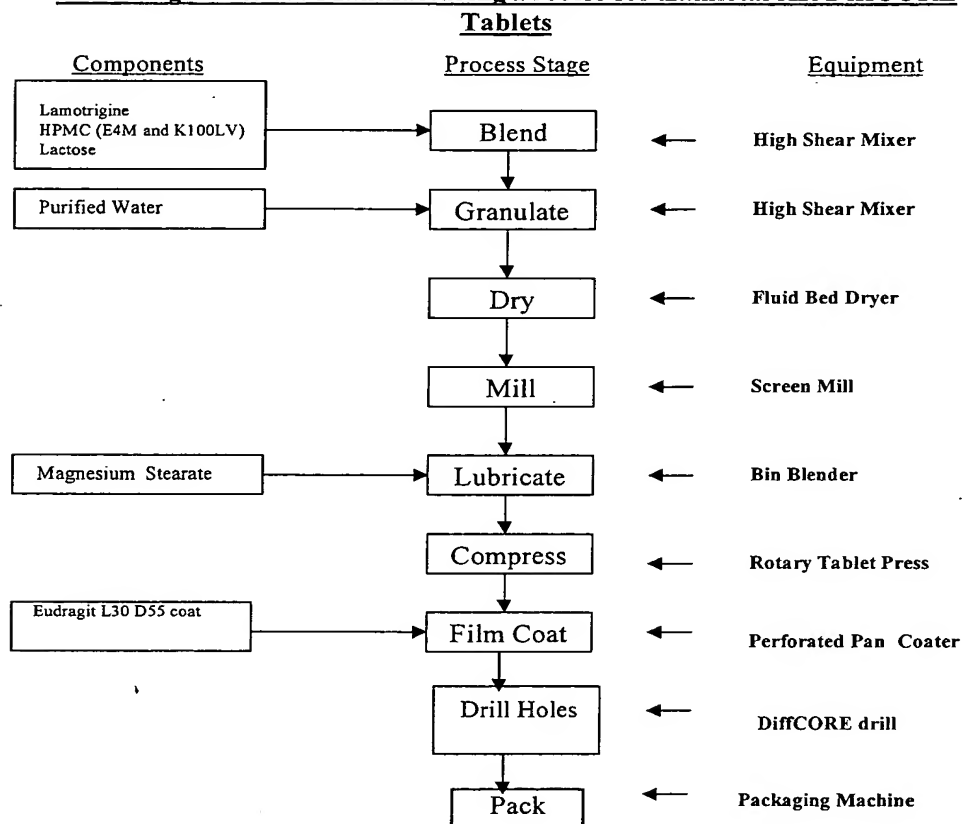 Tablets
Components Process Stage Equipment
Lamotrigine
HPMC (E4M and K100LV)
Lactose
Blend
High Shear Mixer
Purified Water
Granulate
High Shear Mixer
Dry
Fluid Bed Dryer
Mill
Screen Mill
Magnesium Stearate
Lubricate
Bin Blender
Compress
Rotary Tablet Press
Eudragit L30 D55 coat
Film Coat
Perforated Pan Coater
Drill Holes
DiffCORE drill
Pack
Packaging Machine